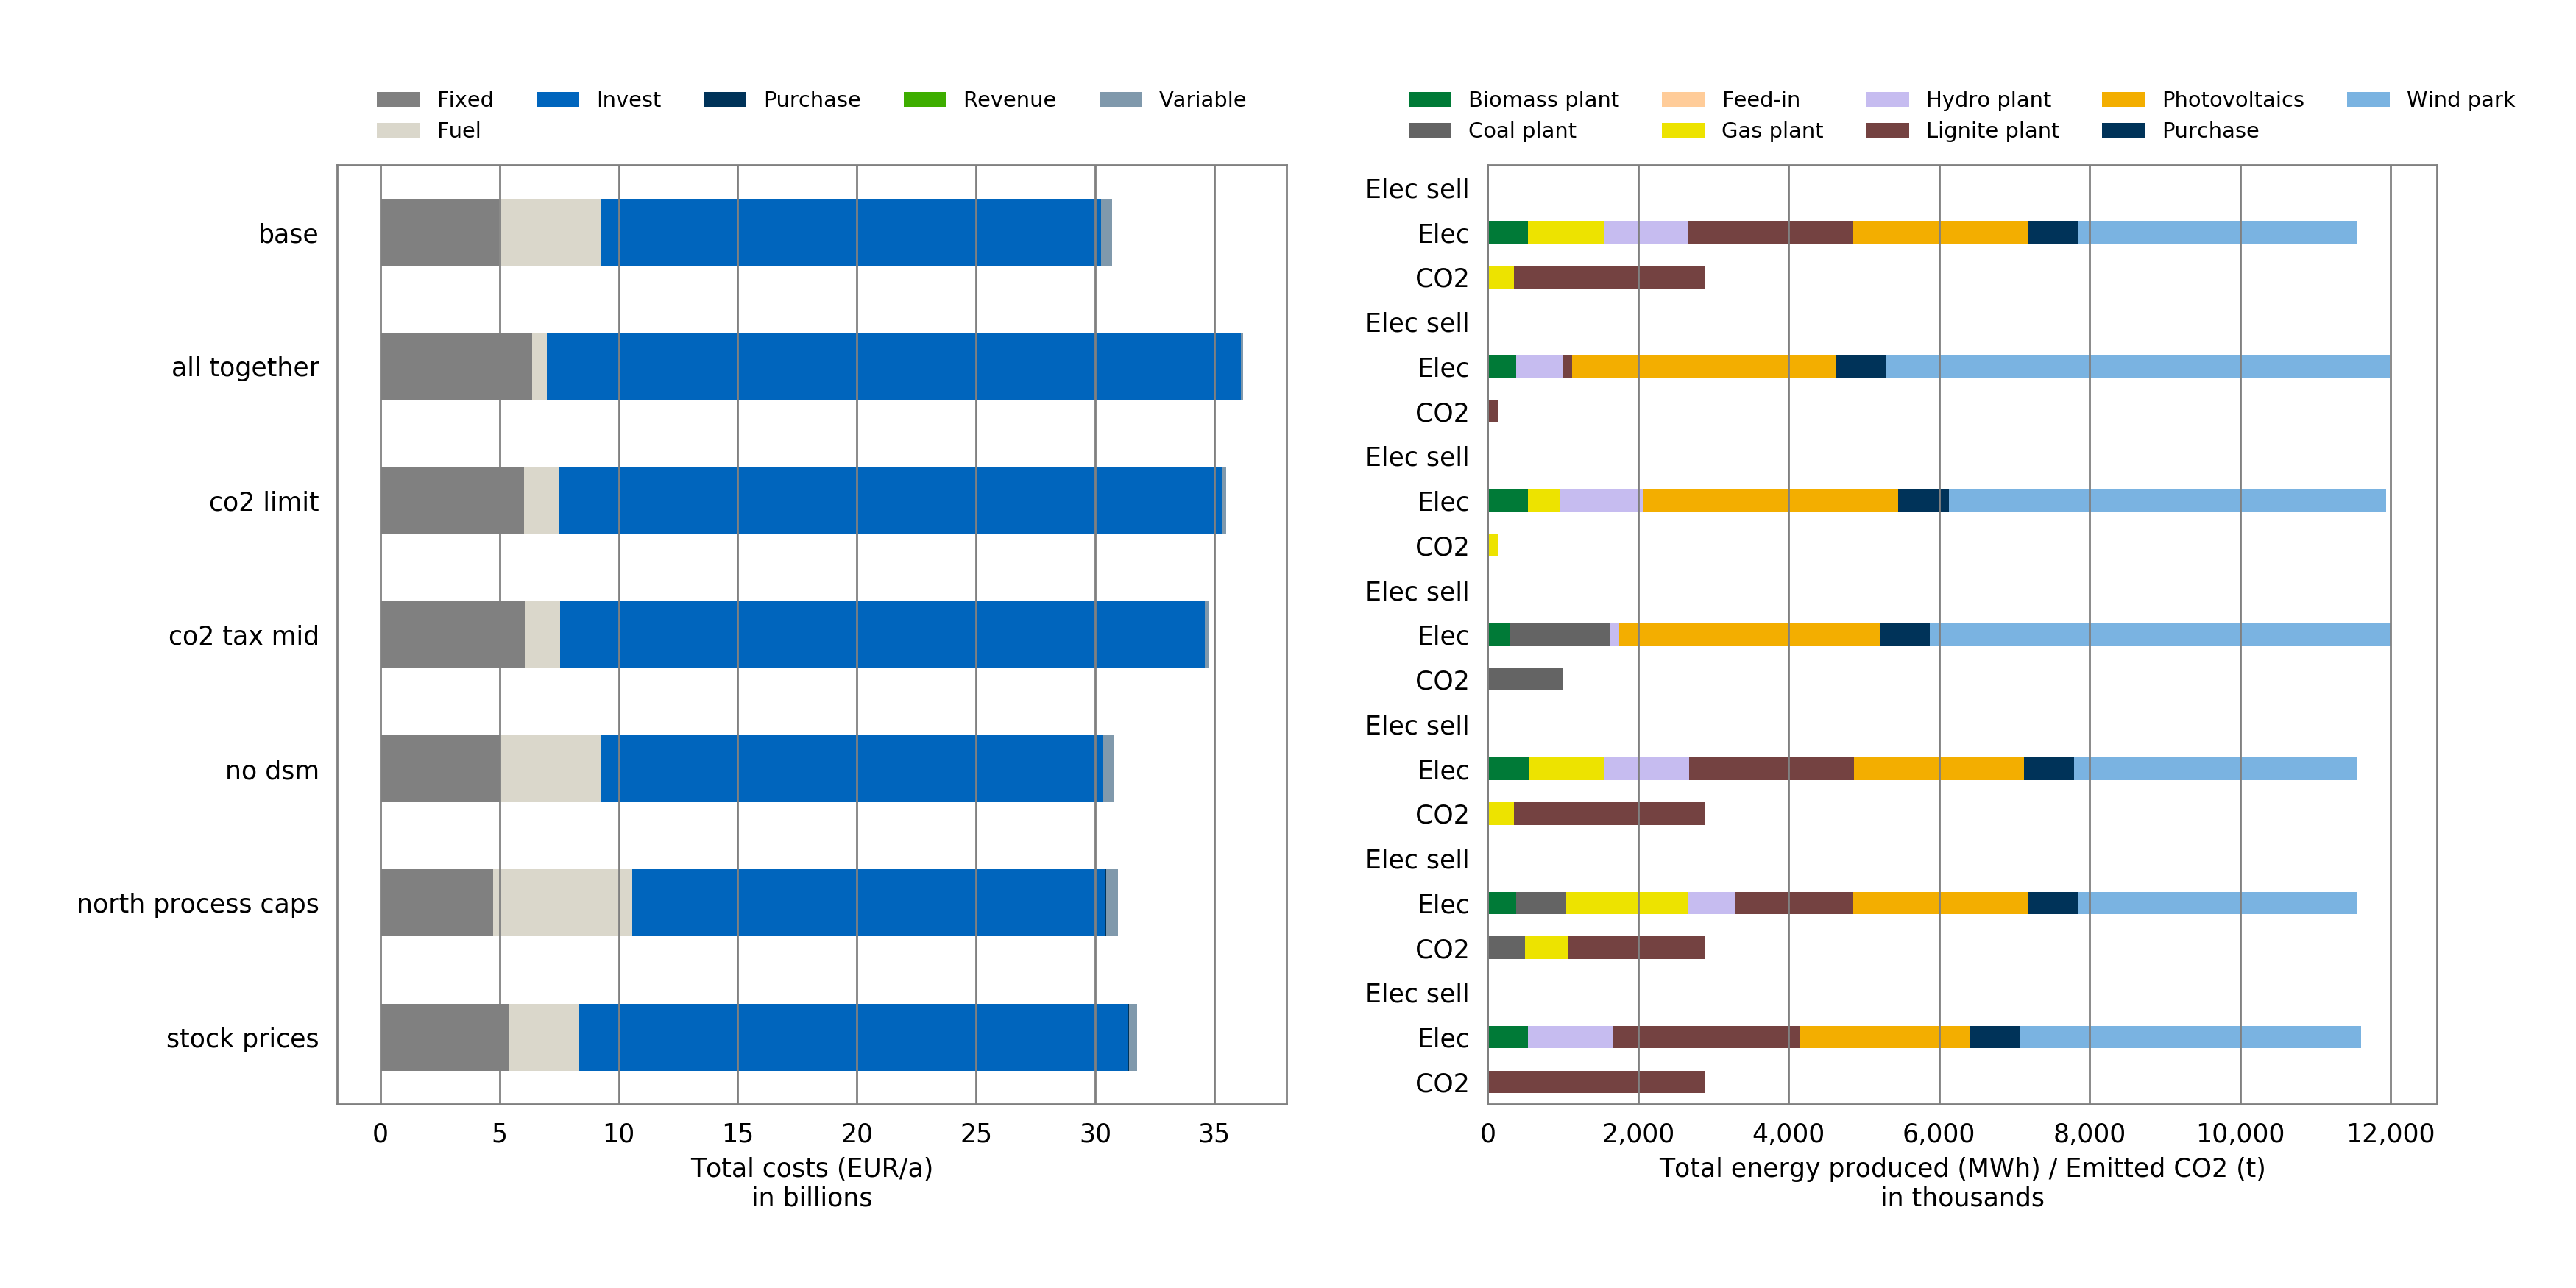 Fixed Invest Purchase Revenue Variable
Fuel
base
all together
co2 limit
co2 tax mid
no dsm
north process caps
stock prices
0 5 10 15 20 25 30 35
Total costs (EUR/a)
in billions
Biomass plant Feed-in Hydro plant Photovoltaics Wind park
Coal plant Gas plant Lignite plant Purchase
Elec sell
Elec
CO2
Elec sell
Elec
CO2
Elec sell
Elec
CO2
Elec sell
Elec
CO2
Elec sell
Elec
CO2
Elec sell
Elec
CO2
Elec sell
Elec
CO2
0 2,000 4,000 6,000 8,000 10,000 12,000
Total energy produced (MWh) / Emitted CO2 (t)
in thousands